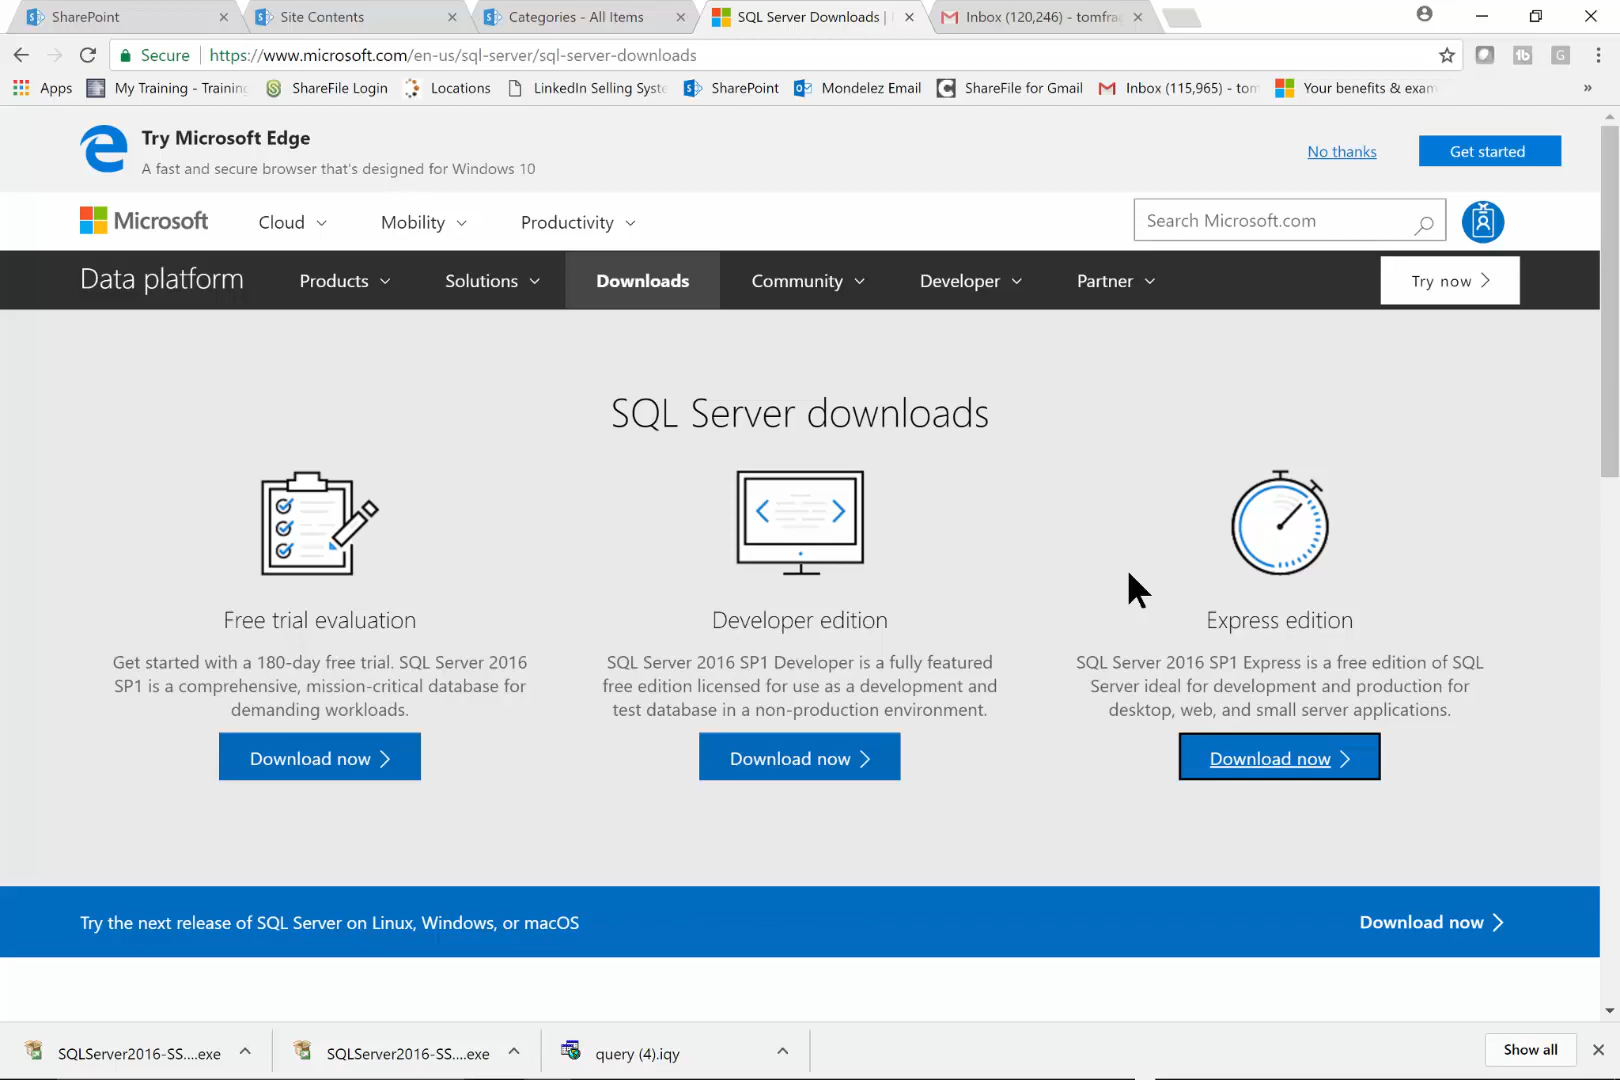 SharePoint
Site Contents
Categories - All Items
SQL Server Downloads |
Inbox (120,246) - tomfra
Secure
https://www.microsoft.com/en-us/sql-server/sql-server-downloads
Apps
My Training - Training
ShareFile Login
Locations
LinkedIn Selling Syste
SharePoint
Mondelez Email
ShareFile for Gmail
Inbox (115,965) - tom
Your benefits & exam
»
Try Microsoft Edge
A fast and secure browser that's designed for Windows 10
No thanks
Get started
Microsoft
Cloud
Mobility
Productivity
Search Microsoft.com
Data platform
Products
Solutions
Downloads
Community
Developer
Partner
Try now
SQL Server downloads
Free trial evaluation
Get started with a 180-day free trial. SQL Server 2016
SP1 is a comprehensive, mission-critical database for
demanding workloads.
Download now
Developer edition
SQL Server 2016 SP1 Developer is a fully featured
free edition licensed for use as a development and
test database in a non-production environment.
Download now
Express edition
SQL Server 2016 SP1 Express is a free edition of SQL
Server ideal for development and production for
desktop, web, and small server applications.
Download now
Try the next release of SQL Server on Linux, Windows, or macOS
Download now
SQLServer2016-SS....exe
SQLServer2016-SS....exe
query (4).iqy
Show all